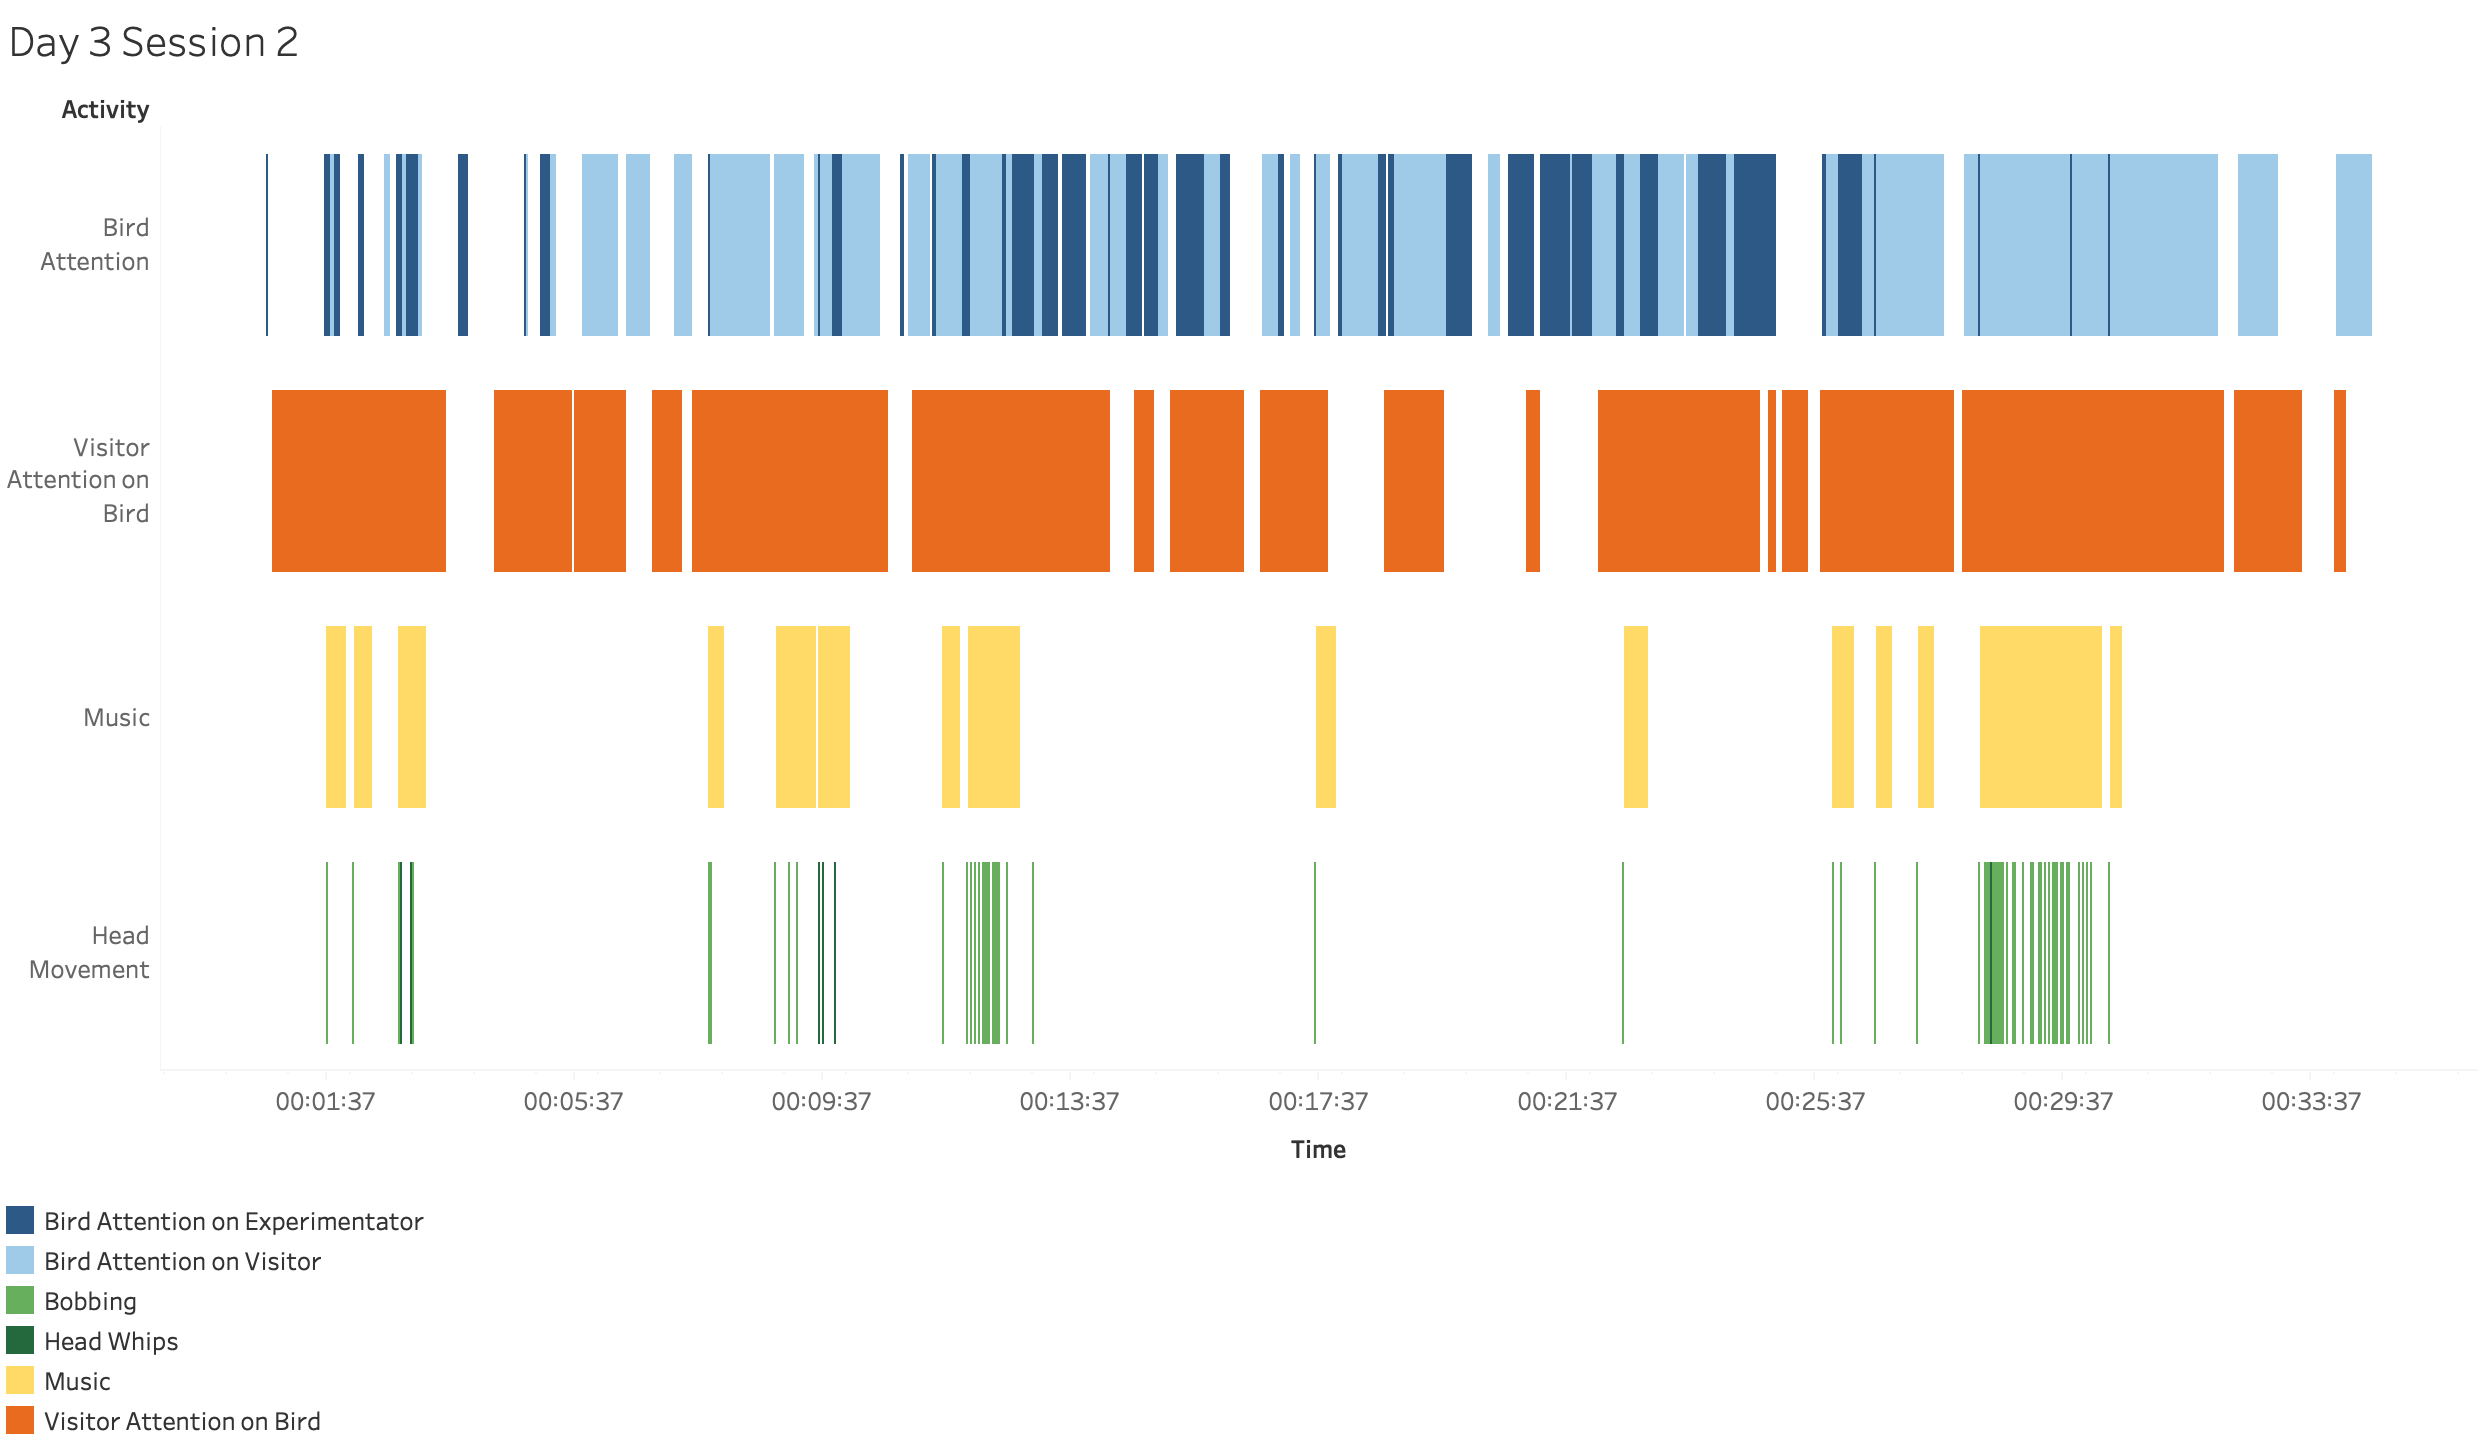 Day 3 Session 2
Activity
Bird
Attention
Visitor
Attention on
Bird
Music
Head
Movement
00:01:37 00:05:37 00:09:37 00:13:37 00:17:37 00:21:37 00:25:37 00:29:37 00:33:37
Time
Bird Attention on Experimentator
Bird Attention on Visitor
Bobbing
Head Whips
Music
Visitor Attention on Bird